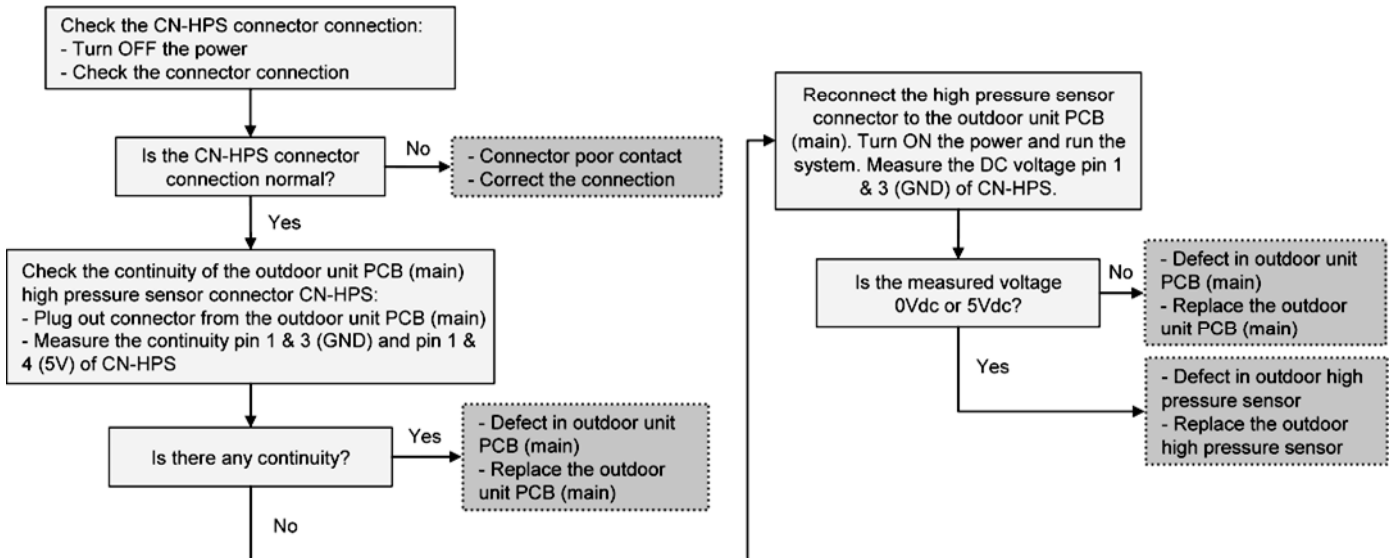 Check the CN-HPS connector connection:
- Turn OFF the power
- Check the connector connection
Is the CN-HPS connector
connection normal?
No
- Connector poor contact
- Correct the connection
Yes
Check the continuity of the outdoor unit PCB (main)
high pressure sensor connector CN-HPS:
- Plug out connector from the outdoor unit PCB (main)
- Measure the continuity pin 1 & 3 (GND) and pin 1 &
4 (5V) of CN-HPS
Is there any continuity?
Yes
- Defect in outdoor unit
PCB (main)
- Replace the outdoor
unit PCB (main)
No
Reconnect the high pressure sensor
connector to the outdoor unit PCB
(main). Turn ON the power and run the
system. Measure the DC voltage pin 1
& 3 (GND) of CN-HPS.
Is the measured voltage
0Vdc or 5Vdc?
No
- Defect in outdoor unit
PCB (main)
- Replace the outdoor
unit PCB (main)
Yes
- Defect in outdoor high
pressure sensor
- Replace the outdoor
high pressure sensor